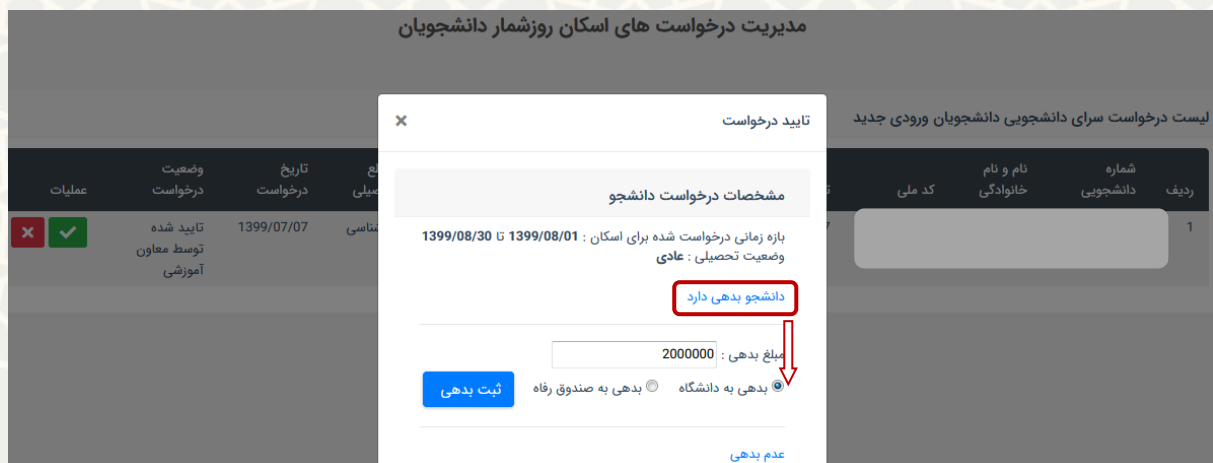 مدیریت درخواست های اسکان روزشمار دانشجویان
لیست درخواست سرای دانشجویی دانشجویان ورودی جدید
ردیف
شماره
دانشجویی
نام و نام
خانوادگی
کد ملی
تاریخ
درخواست
وضعیت
درخواست
عملیات
1
1399/07/07
تایید شده
توسط معاون
آموزشی
تایید درخواست
×
مشخصات درخواست دانشجو
بازه زمانی درخواست شده برای اسکان : 1399/08/01 تا 1399/08/30
وضعیت تحصیلی : عادی
دانشجو بدهی دارد
مبلغ بدهی : 2000000
بدهی به دانشگاه بدهی به صندوق رفاه ثبت بدهی
عدم بدهی